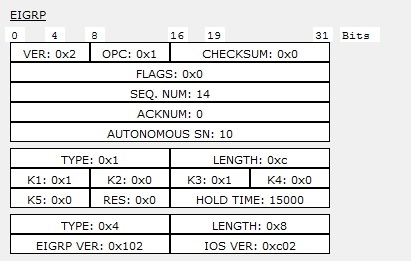 EIGRP
0 4 8 16 19 31 Bits
VER: 0x2 OPC: 0x1 CHECKSUM: 0x0
FLAGS: 0x0
SEQ. NUM: 14
ACKNUM: 0
AUTONOMOUS SN: 10
TYPE: 0x1 LENGTH: 0xc
K1: 0x1 K2: 0x0 K3: 0x1 K4: 0x0
K5: 0x0 RES: 0x0 HOLD TIME: 15000
TYPE: 0x4 LENGTH: 0x8
EIGRP VER: 0x102 IOS VER: 0xc02